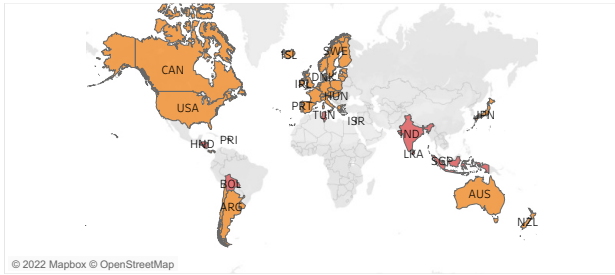 ISL
SWE
CAN
IRL
DNK
HUN
USA
PRT
TUN
ISR
JPN
HND
PRI
IND
LKA
SGP
BOL
ARG
AUS
NZL
© 2022 Mapbox © OpenStreetMap